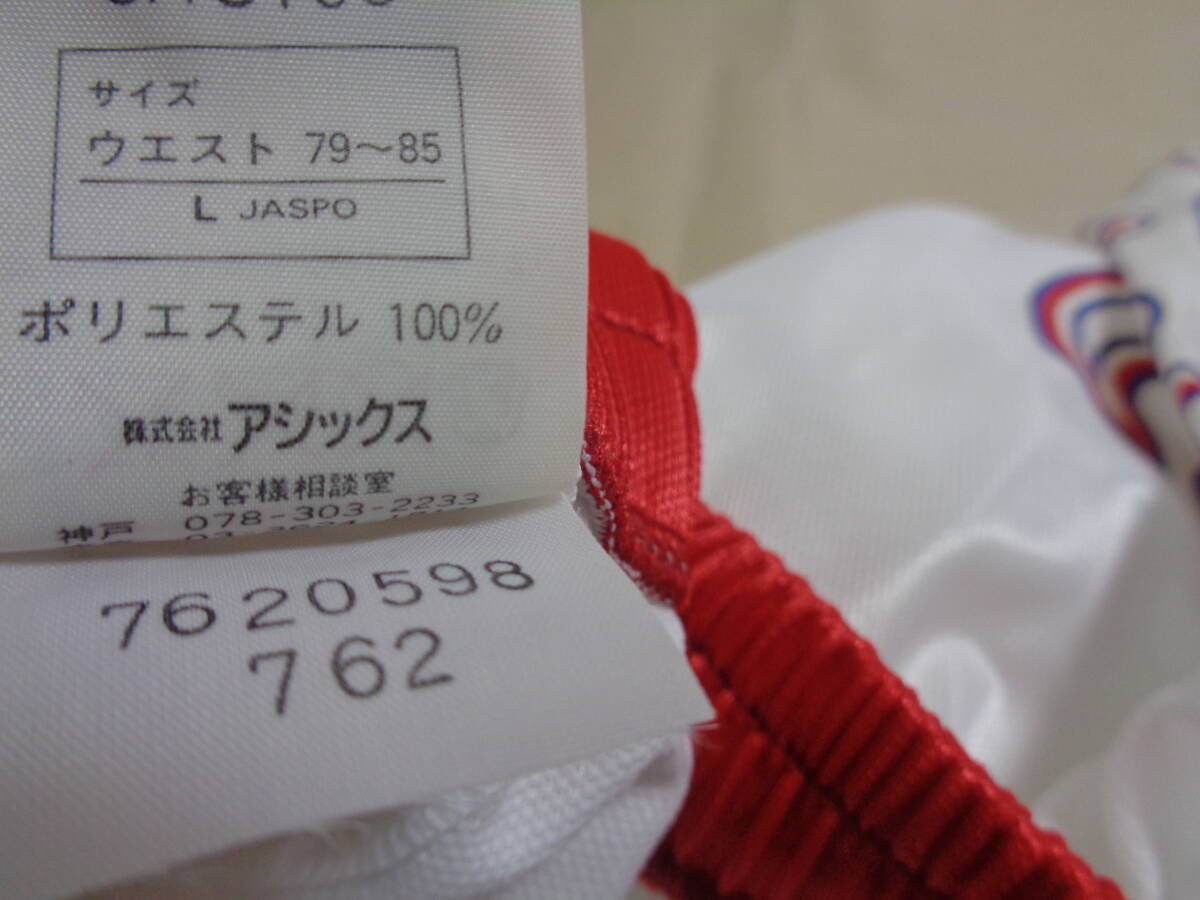 サイズ
ウエスト 79～85
L JASPO
ポリエステル 100%
株式会社アシックス
お客様相談室
神戸 078-303-2233
7620598
762